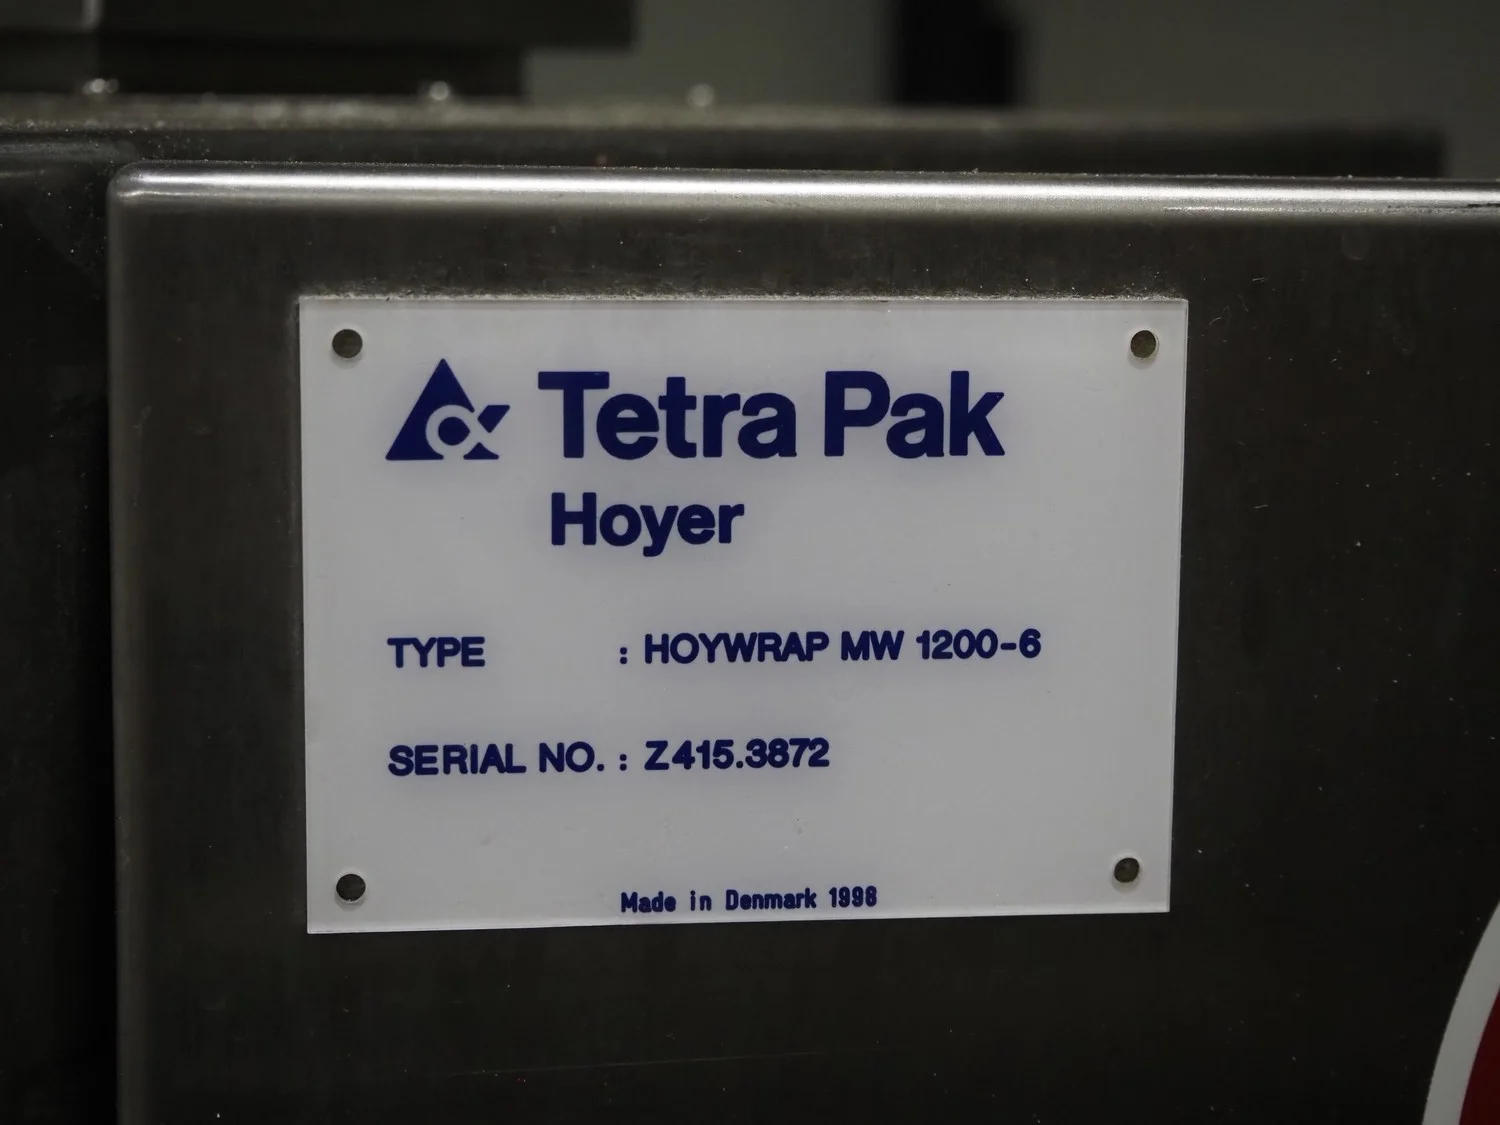 Tetra Pak
Hoyer
TYPE : HOYWRAP MW 1200-6
SERIAL NO. : Z415.3872
Made in Denmark 1998